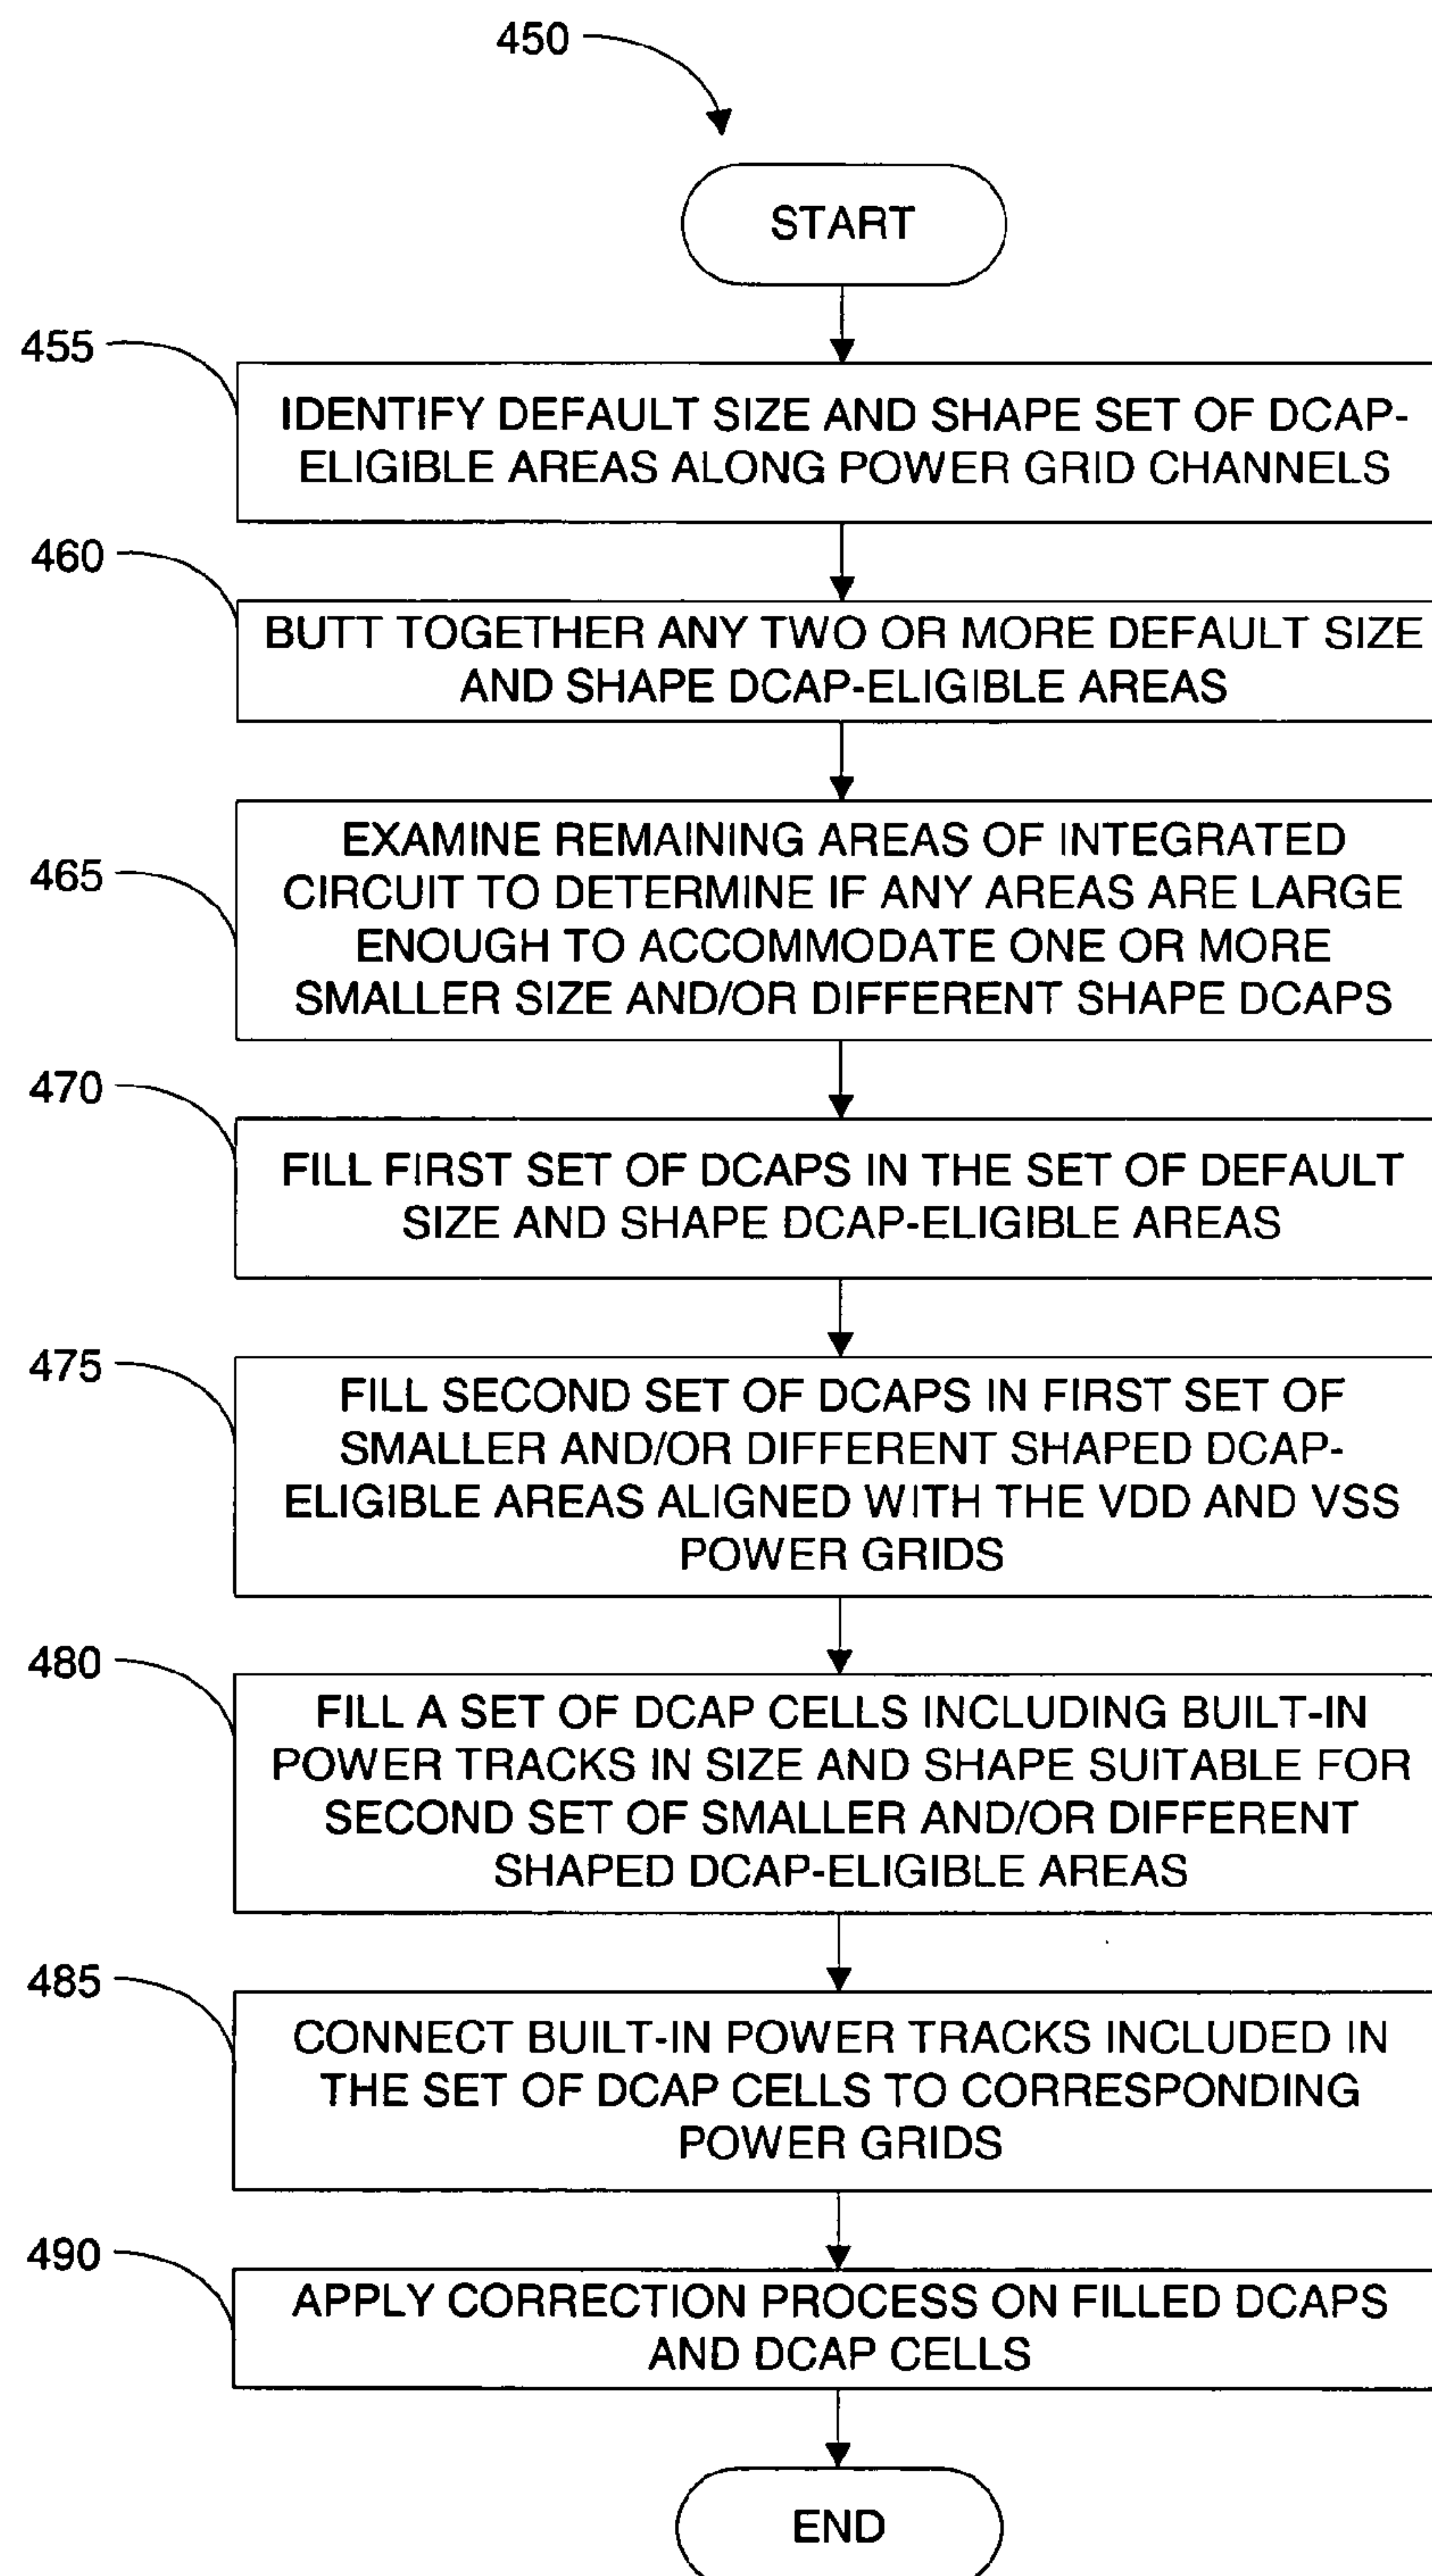 450
START
455
IDENTIFY DEFAULT SIZE AND SHAPE SET OF DCAP-
ELIGIBLE AREAS ALONG POWER GRID CHANNELS
460
BUTT TOGETHER ANY TWO OR MORE DEFAULT SIZE
AND SHAPE DCAP-ELIGIBLE AREAS
465
EXAMINE REMAINING AREAS OF INTEGRATED
CIRCUIT TO DETERMINE IF ANY AREAS ARE LARGE
ENOUGH TO ACCOMMODATE ONE OR MORE
SMALLER SIZE AND/OR DIFFERENT SHAPE DCAPS
470
FILL FIRST SET OF DCAPS IN THE SET OF DEFAULT
SIZE AND SHAPE DCAP-ELIGIBLE AREAS
475
FILL SECOND SET OF DCAPS IN FIRST SET OF
SMALLER AND/OR DIFFERENT SHAPED DCAP-
ELIGIBLE AREAS ALIGNED WITH THE VDD AND VSS
POWER GRIDS
480
FILL A SET OF DCAP CELLS INCLUDING BUILT-IN
POWER TRACKS IN SIZE AND SHAPE SUITABLE FOR
SECOND SET OF SMALLER AND/OR DIFFERENT
SHAPED DCAP-ELIGIBLE AREAS
485
CONNECT BUILT-IN POWER TRACKS INCLUDED IN
THE SET OF DCAP CELLS TO CORRESPONDING
POWER GRIDS
490
APPLY CORRECTION PROCESS ON FILLED DCAPS
AND DCAP CELLS
END